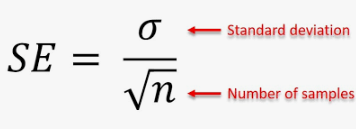 SE = σ / √n
Standard deviation
Number of samples